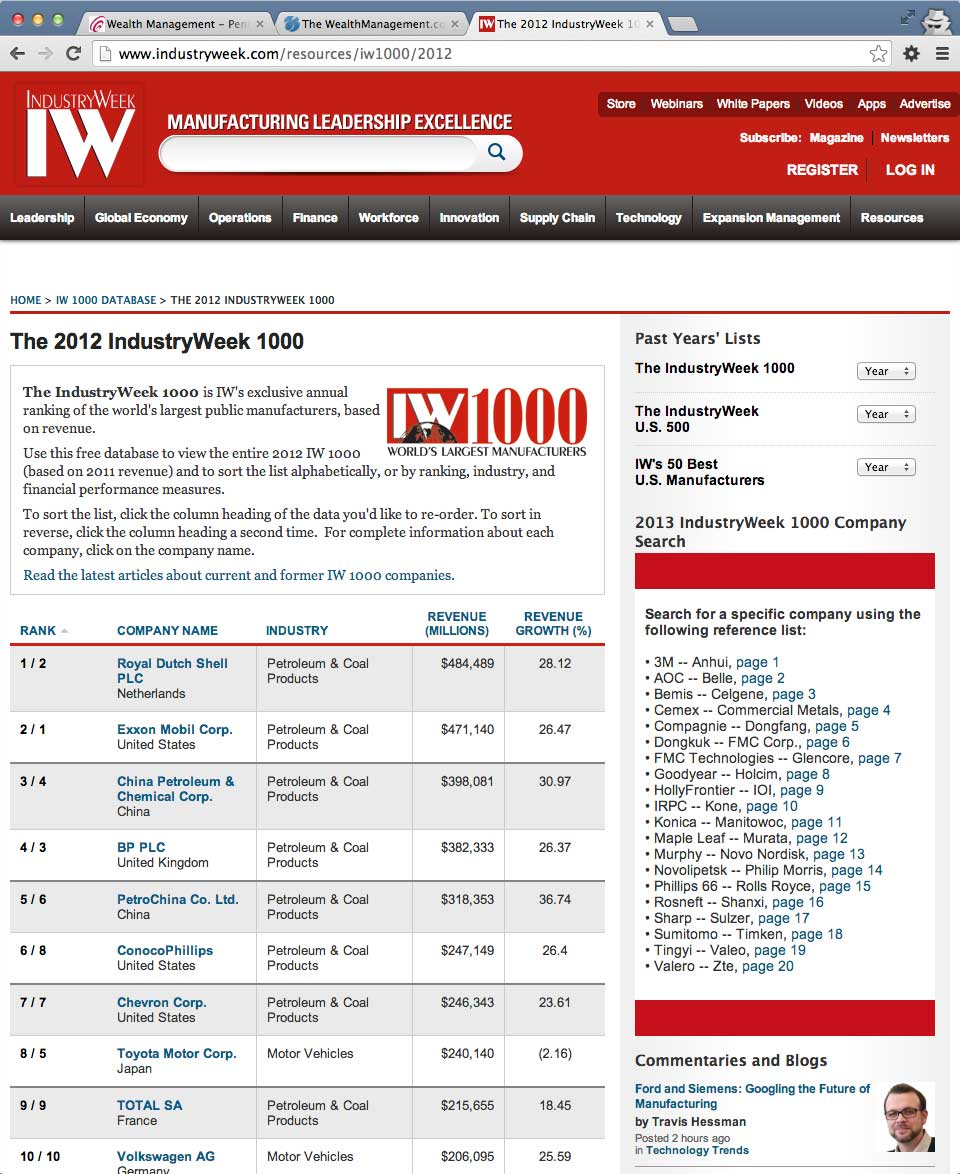 Wealth Management – Pen
The WealthManagement.co
The 2012 IndustryWeek 10
www.industryweek.com/resources/iw1000/2012
INDUSTRYWEEK
IW
MANUFACTURING LEADERSHIP EXCELLENCE
Store Webinars White Papers Videos Apps Advertise
Subscribe: Magazine Newsletters
REGISTER LOG IN
Leadership Global Economy Operations Finance Workforce Innovation Supply Chain Technology Expansion Management Resources
HOME > IW 1000 DATABASE > THE 2012 INDUSTRYWEEK 1000
The 2012 IndustryWeek 1000
The IndustryWeek 1000 is IW's exclusive annual
ranking of the world's largest public manufacturers, based
on revenue.
IW 1000
WORLD'S LARGEST MANUFACTURERS
Use this free database to view the entire 2012 IW 1000
(based on 2011 revenue) and to sort the list alphabetically, or by ranking, industry, and
financial performance measures.
To sort the list, click the column heading of the data you'd like to re-order. To sort in
reverse, click the column heading a second time. For complete information about each
company, click on the company name.
Read the latest articles about current and former IW 1000 companies.
RANK COMPANY NAME INDUSTRY REVENUE (MILLIONS) REVENUE GROWTH (%)
1 / 2 Royal Dutch Shell PLC Netherlands Petroleum & Coal Products $484,489 28.12
2 / 1 Exxon Mobil Corp. United States Petroleum & Coal Products $471,140 26.47
3 / 4 China Petroleum & Chemical Corp. China Petroleum & Coal Products $398,081 30.97
4 / 3 BP PLC United Kingdom Petroleum & Coal Products $382,333 26.37
5 / 6 PetroChina Co. Ltd. China Petroleum & Coal Products $318,353 36.74
6 / 8 ConocoPhillips United States Petroleum & Coal Products $247,149 26.4
7 / 7 Chevron Corp. United States Petroleum & Coal Products $246,343 23.61
8 / 5 Toyota Motor Corp. Japan Motor Vehicles $240,140 (2.16)
9 / 9 TOTAL SA France Petroleum & Coal Products $215,655 18.45
10 / 10 Volkswagen AG Germany Motor Vehicles $206,095 25.59
Past Years' Lists
The IndustryWeek 1000 Year
The IndustryWeek
U.S. 500 Year
IW's 50 Best
U.S. Manufacturers Year
2013 IndustryWeek 1000 Company
Search
Search for a specific company using the
following reference list:
• 3M -- Anhui, page 1
• AOC -- Belle, page 2
• Bemis -- Celgene, page 3
• Cemex -- Commercial Metals, page 4
• Compagnie -- Dongfang, page 5
• Dongkuk -- FMC Corp., page 6
• FMC Technologies -- Glencore, page 7
• Goodyear -- Holcim, page 8
• HollyFrontier -- IOI, page 9
• IRPC -- Kone, page 10
• Konica -- Manitowoc, page 11
• Maple Leaf -- Murata, page 12
• Murphy -- Novo Nordisk, page 13
• Novolipetsk -- Philip Morris, page 14
• Phillips 66 -- Rolls Royce, page 15
• Rosneft -- Shanxi, page 16
• Sharp -- Sulzer, page 17
• Sumitomo -- Timken, page 18
• Tingyi -- Valeo, page 19
• Valero -- Zte, page 20
Commentaries and Blogs
Ford and Siemens: Googling the Future of
Manufacturing
by Travis Hessman
Posted 2 hours ago
in Technology Trends